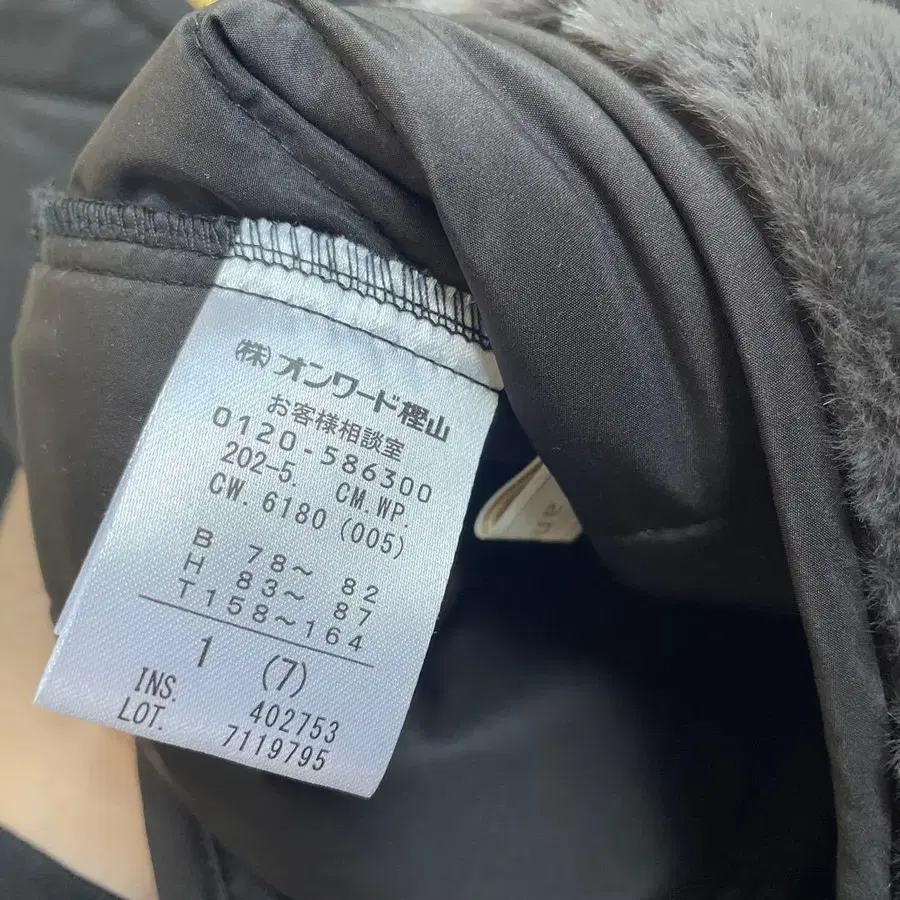 ㈱オンワード樫山
お客様相談室
0120-586300
202-5. CM.WP.
CW. 6180 (005)
B 78〜 82
H 83〜 87
T 158〜164
1 (7)
INS. 402753
LOT. 7119795